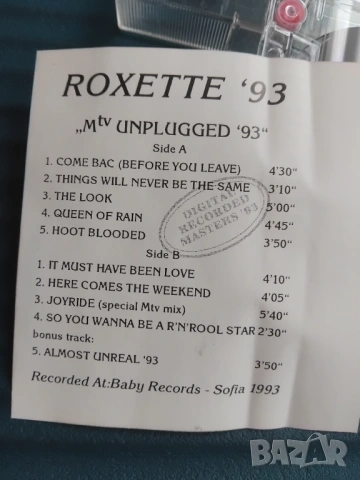 ROXETTE '93
„Mtv UNPLUGGED '93“
Side A
1. COME BAC (BEFORE YOU LEAVE) 4'30“
2. THINGS WILL NEVER BE THE SAME 3'10“
3. THE LOOK 5'00“
4. QUEEN OF RAIN 4'45“
5. HOOT BLOODED 3'50“
DIGITAL
RECORDED
MASTERS '93
Side B
1. IT MUST HAVE BEEN LOVE 4'10“
2. HERE COMES THE WEEKEND 4'05“
3. JOYRIDE (special Mtv mix) 5'40“
4. SO YOU WANNA BE A R'N'ROOL STAR 2'30“
bonus track:
5. ALMOST UNREAL '93 3'50“
Recorded At:Baby Records - Sofia 1993
BAZAR